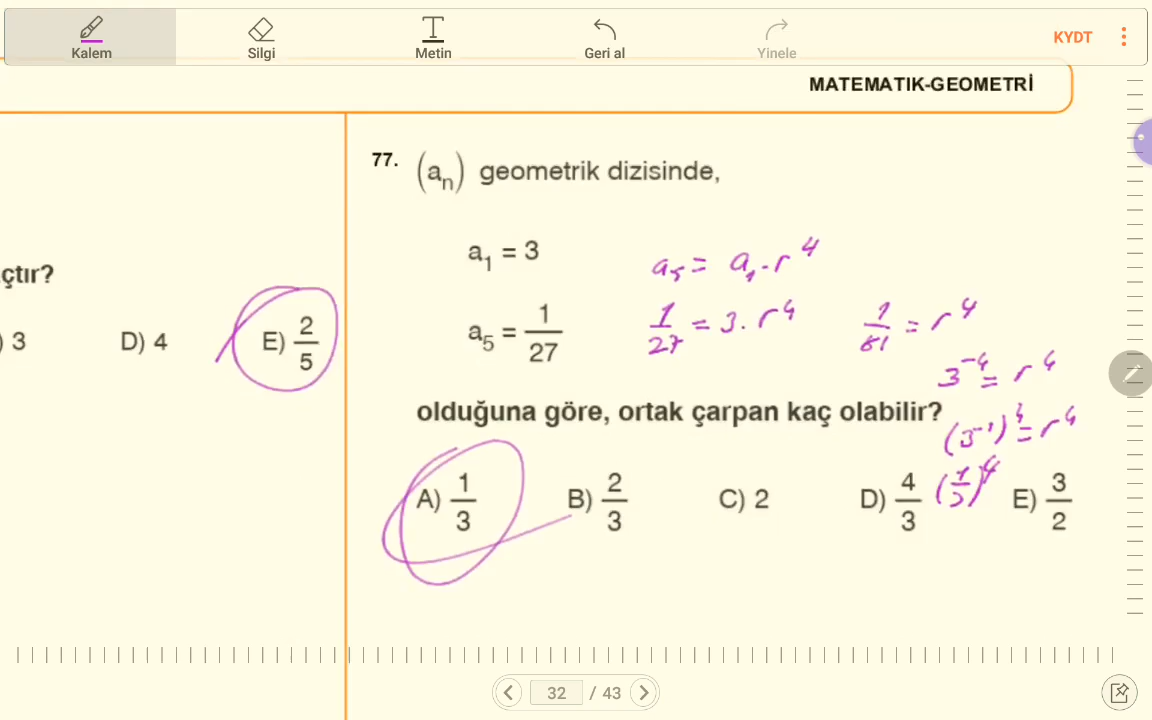 Kalem Silgi Metin Geri al Yinele KYDT
MATEMATIK-GEOMETRİ
77. (aₙ) geometrik dizisinde,
a₁ = 3
a₅ = a₁ . r⁴
çtır?
a₅ = 1/27
1/27 = 3 . r⁴
1/81 = r⁴
) 3 D) 4 E) 2/5
3⁻⁴ = r⁴
olduğuna göre, ortak çarpan kaç olabilir?
(3⁻¹)⁴ = r⁴
(1/3)⁴
A) 1/3 B) 2/3 C) 2 D) 4/3 E) 3/2
32 / 43